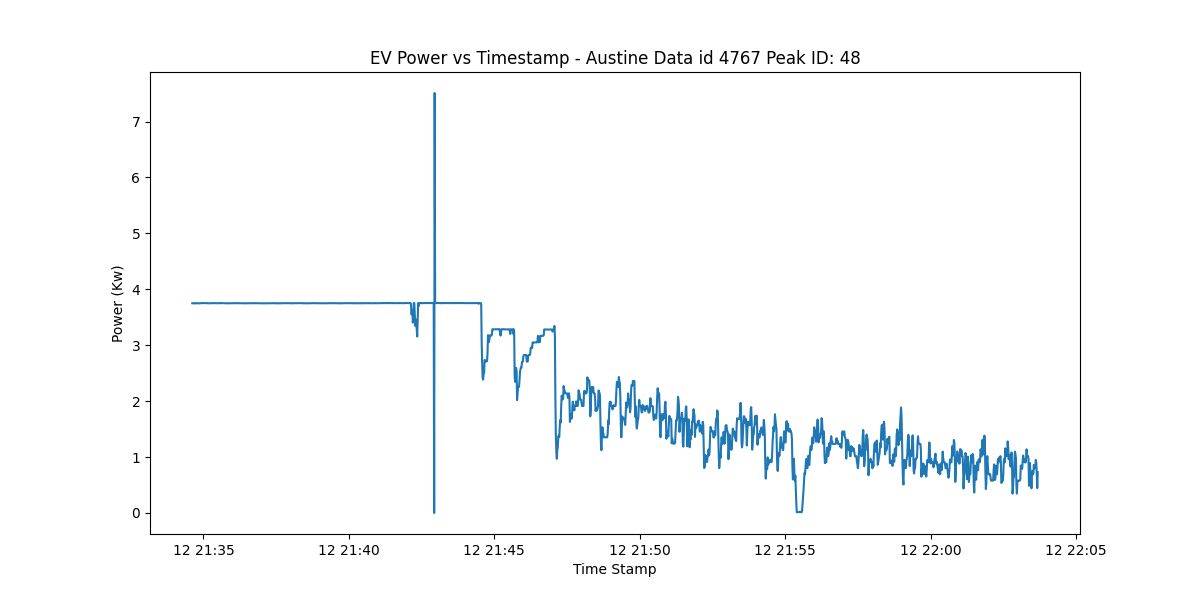 EV Power vs Timestamp - Austine Data id 4767 Peak ID: 48
Power (Kw)
7
6
5
4
3
2
1
0
12 21:35 12 21:40 12 21:45 12 21:50 12 21:55 12 22:00 12 22:05
Time Stamp